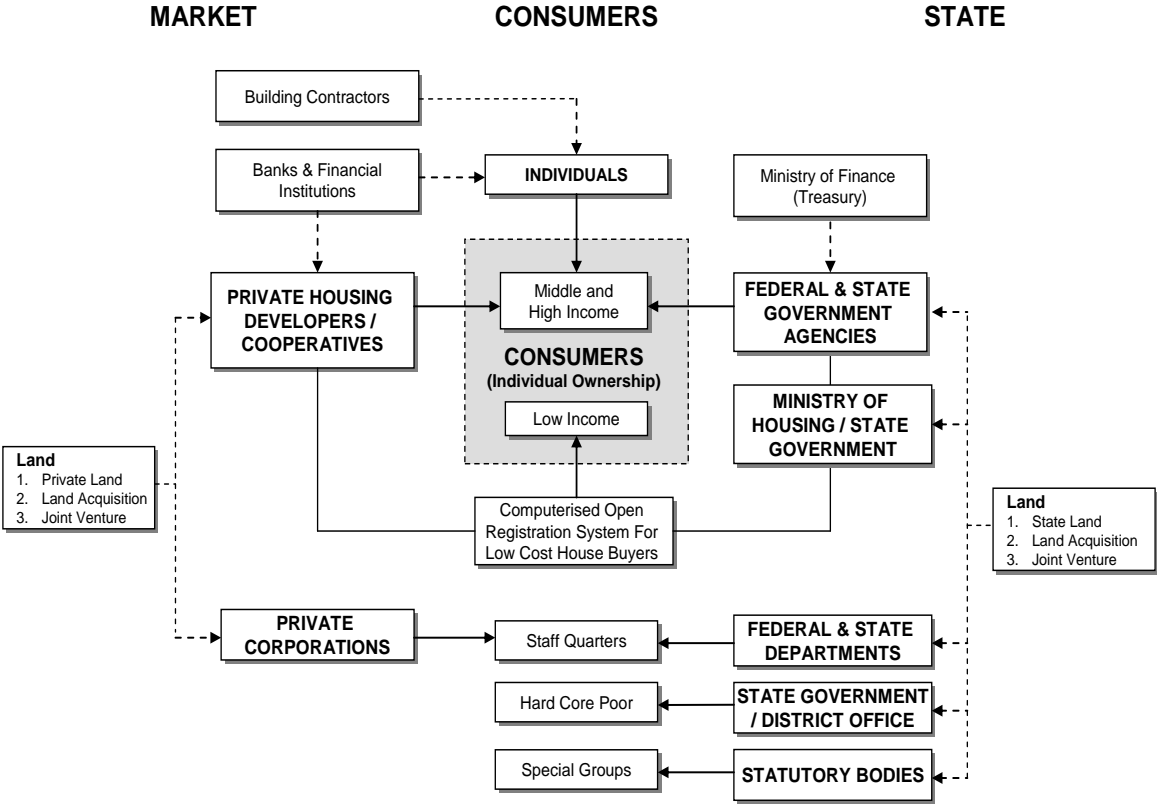 MARKET
CONSUMERS
STATE
Building Contractors
Banks & Financial
Institutions
INDIVIDUALS
Ministry of Finance
(Treasury)
PRIVATE HOUSING
DEVELOPERS /
COOPERATIVES
Middle and
High Income
FEDERAL & STATE
GOVERNMENT
AGENCIES
CONSUMERS
(Individual Ownership)
Low Income
MINISTRY OF
HOUSING / STATE
GOVERNMENT
Land
1. Private Land
2. Land Acquisition
3. Joint Venture
Computerised Open
Registration System For
Low Cost House Buyers
Land
1. State Land
2. Land Acquisition
3. Joint Venture
PRIVATE
CORPORATIONS
Staff Quarters
FEDERAL & STATE
DEPARTMENTS
Hard Core Poor
STATE GOVERNMENT
/ DISTRICT OFFICE
Special Groups
STATUTORY BODIES